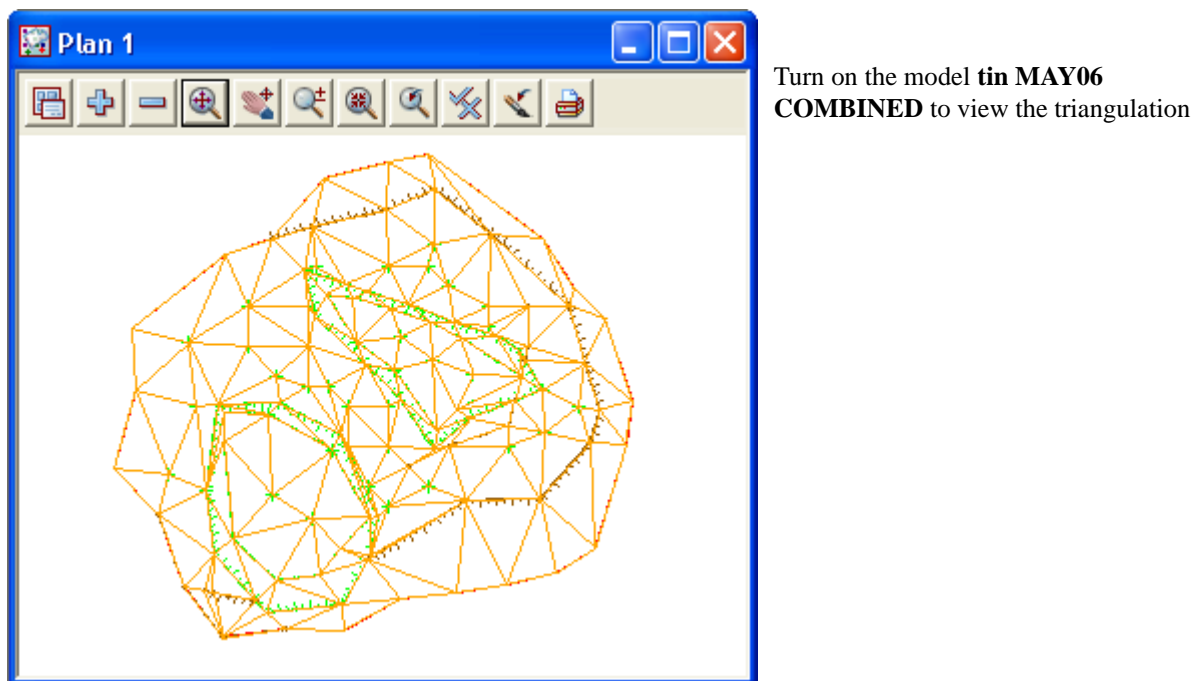 Plan 1
Turn on the model tin MAY06
COMBINED to view the triangulation